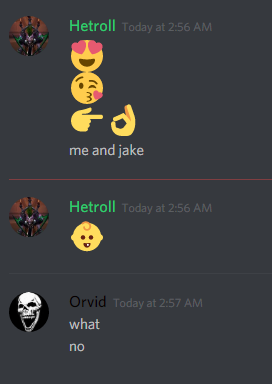 Hetroll Today at 2:56 AM
😍
😘
👉👌
me and jake
Hetroll Today at 2:56 AM
👶
Orvid Today at 2:57 AM
what
no